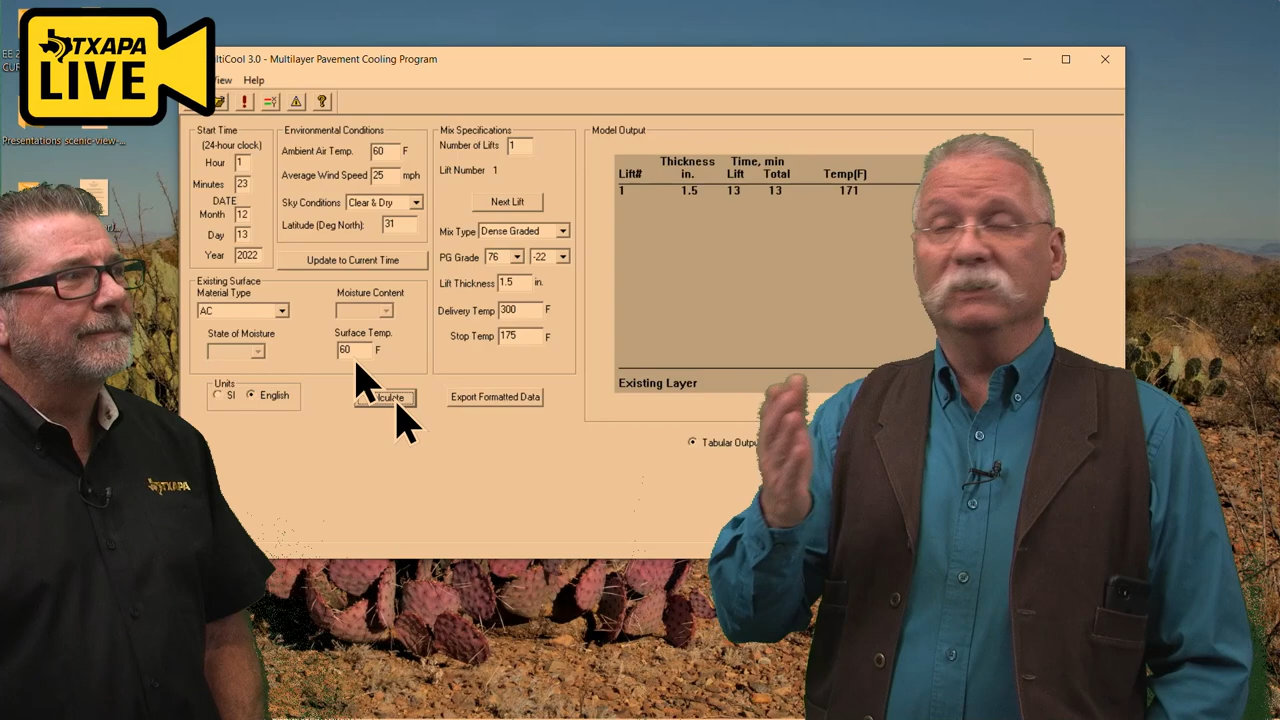 TXAPA
LIVE
EE 2
CUR
Presentations scenic-view-...
ltiCool 3.0 - Multilayer Pavement Cooling Program
View Help
Start Time
(24-hour clock)
Hour 1
Minutes 23
DATE
Month 12
Day 13
Year 2022
Environmental Conditions
Ambient Air Temp. 60 F
Average Wind Speed 25 mph
Sky Conditions Clear & Dry
Latitude (Deg North): 31
Update to Current Time
Existing Surface
Material Type
AC
Moisture Content
State of Moisture
Surface Temp.
60 F
Units
SI English
culate
Mix Specifications
Number of Lifts 1
Lift Number 1
Next Lift
Mix Type Dense Graded
PG Grade 76 -22
Lift Thickness 1.5 in.
Delivery Temp 300 F
Stop Temp 175 F
Export Formatted Data
Model Output
Thickness Time, min
Lift# in. Lift Total Temp(F)
1 1.5 13 13 171
Existing Layer
Tabular Outpu
TXAPA